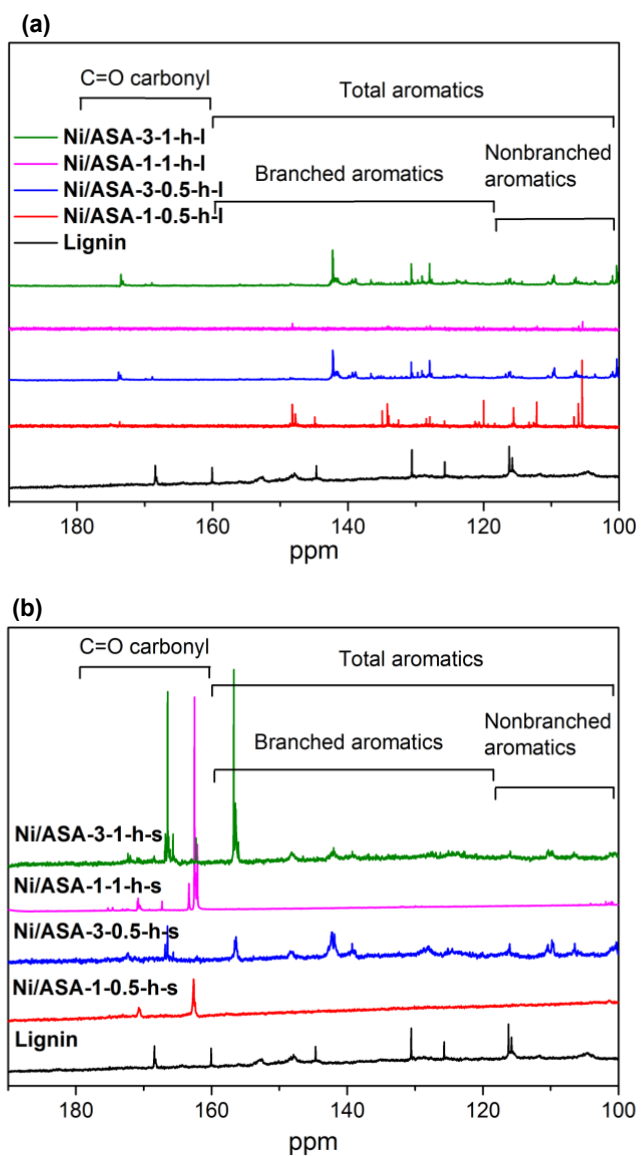 (a)
C=O carbonyl
Total aromatics
Ni/ASA-3-1-h-l
Ni/ASA-1-1-h-l
Ni/ASA-3-0.5-h-l
Ni/ASA-1-0.5-h-l
Lignin
Branched aromatics
Nonbranched
aromatics
180 160 140 120 100
ppm
(b)
C=O carbonyl
Total aromatics
Branched aromatics
Nonbranched
aromatics
Ni/ASA-3-1-h-s
Ni/ASA-1-1-h-s
Ni/ASA-3-0.5-h-s
Ni/ASA-1-0.5-h-s
Lignin
180 160 140 120 100
ppm